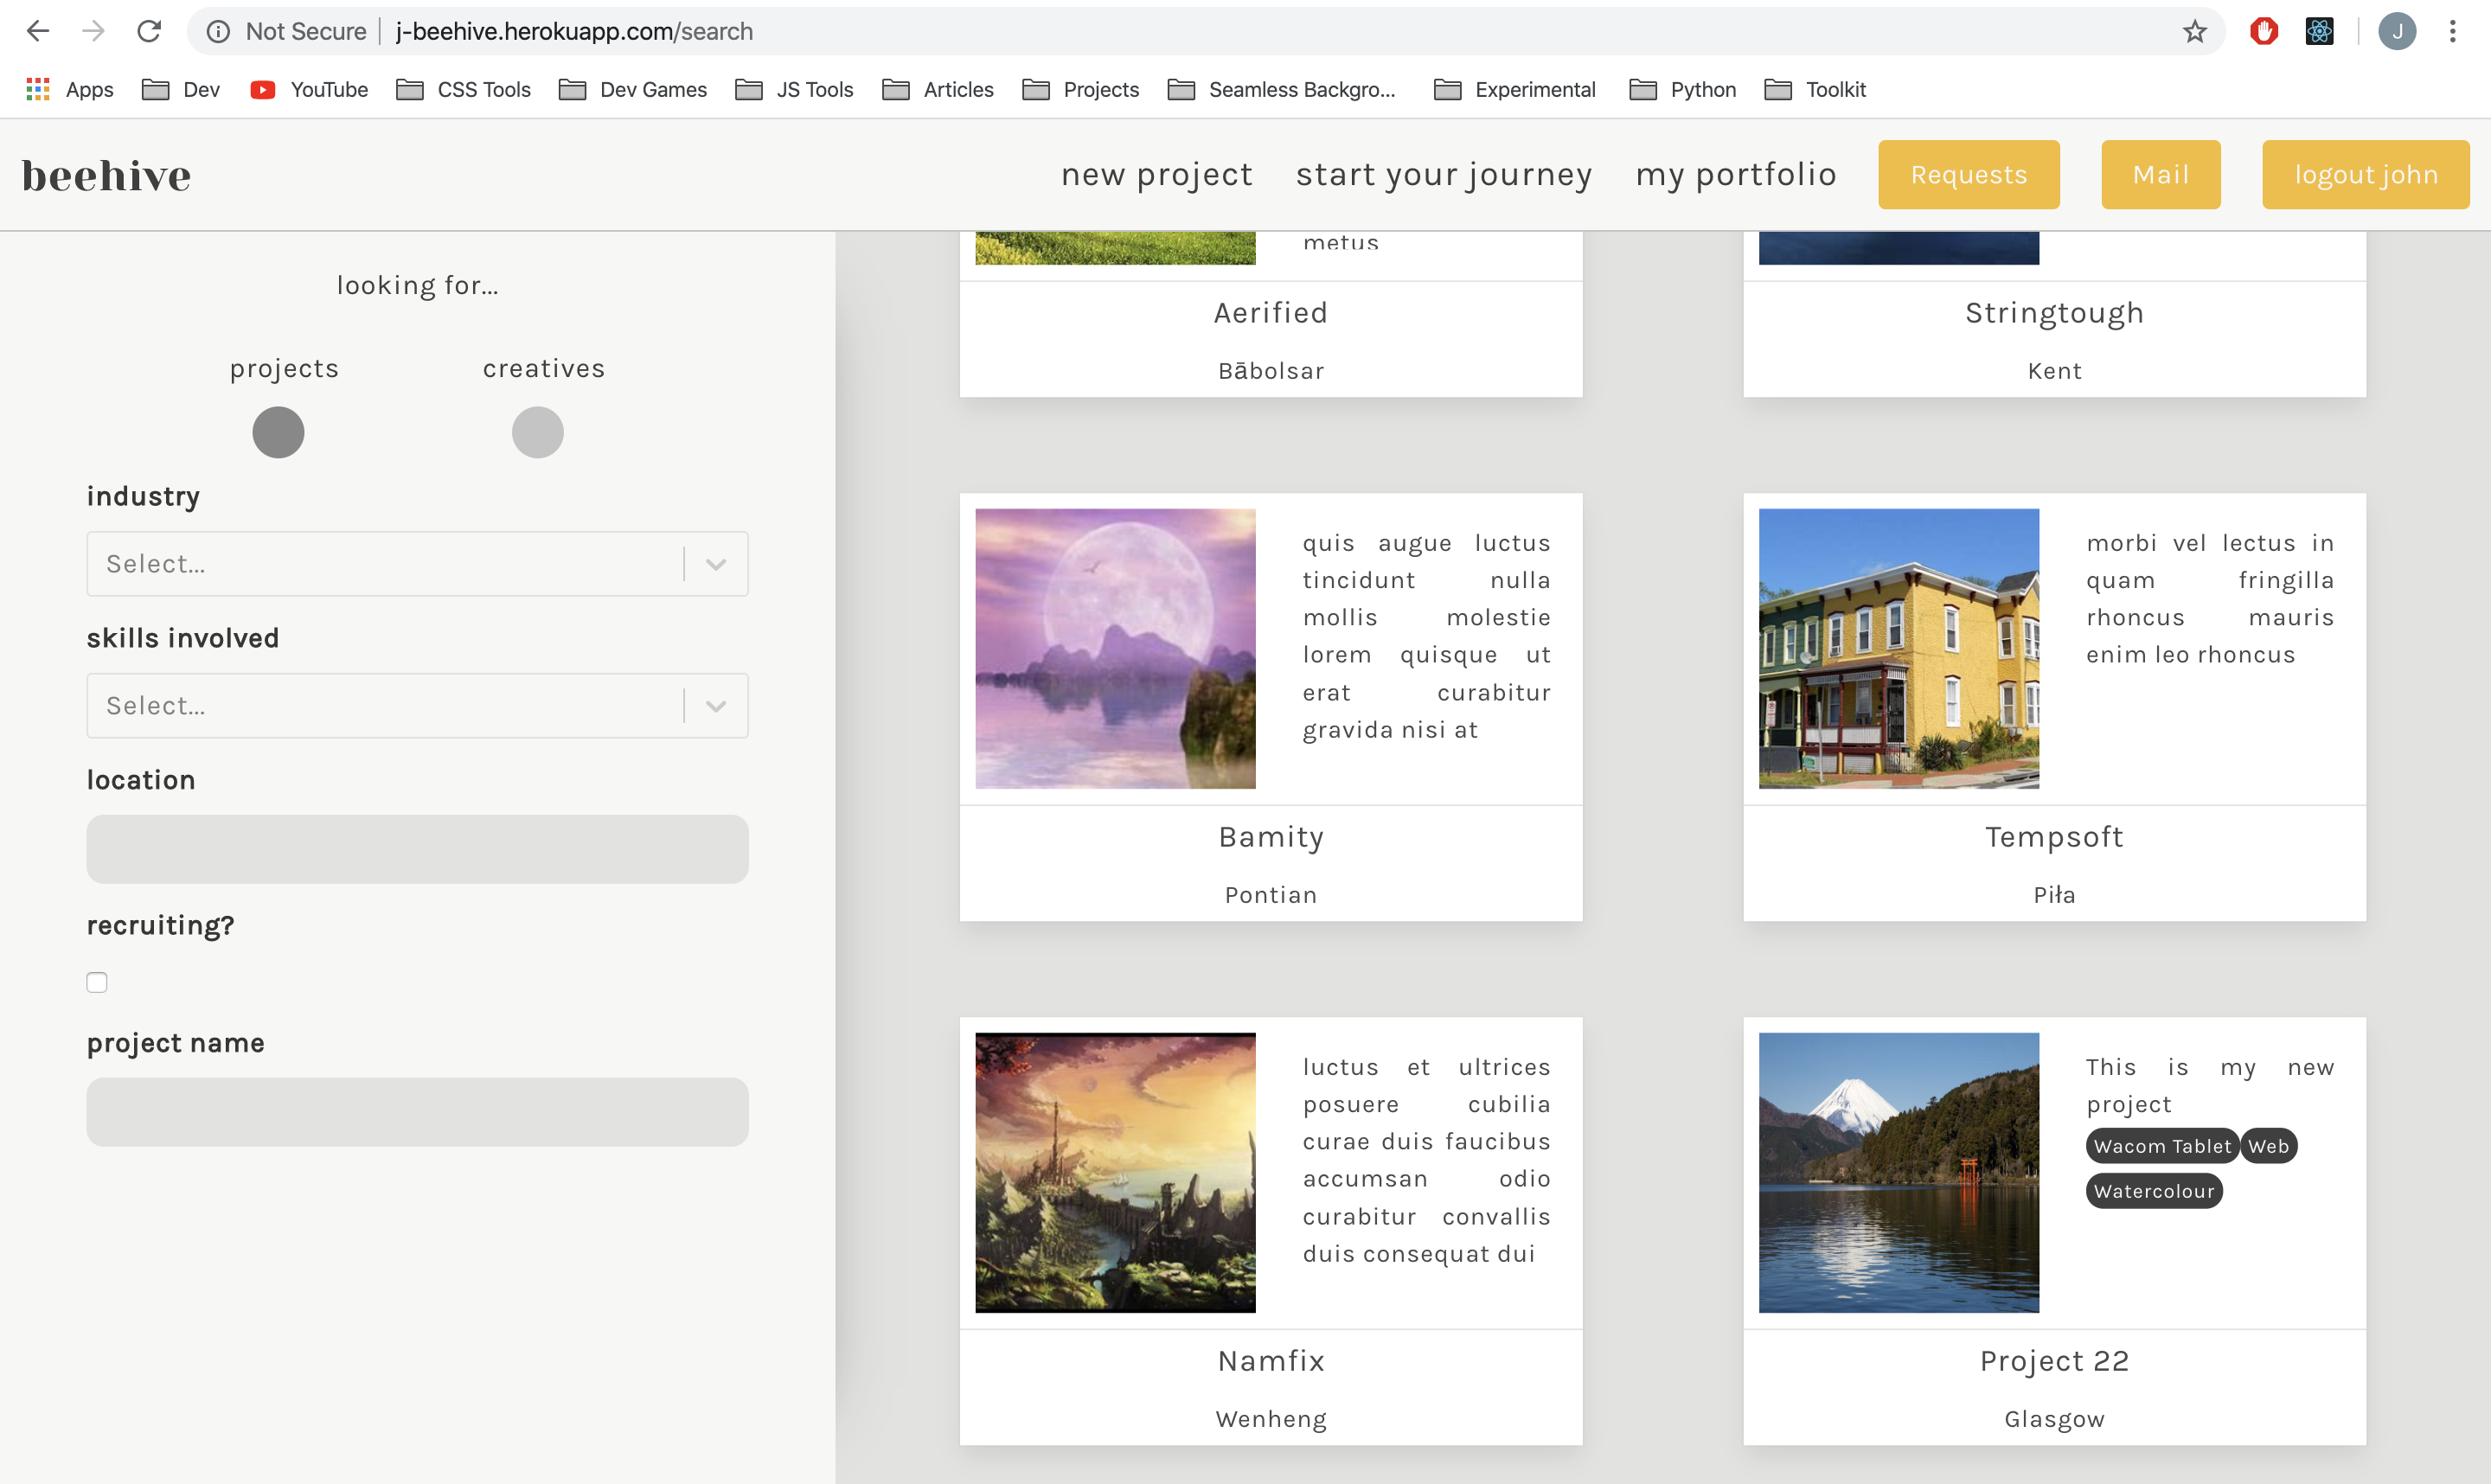 Not Secure j-beehive.herokuapp.com/search J
Apps Dev YouTube CSS Tools Dev Games JS Tools Articles Projects Seamless Backgro... Experimental Python Toolkit
beehive new project start your journey my portfolio Requests Mail logout john
looking for...
projects creatives
industry
Select...
skills involved
Select...
location
recruiting?
project name
metus
Aerified
Bābolsar
Stringtough
Kent
quis augue luctus
tincidunt nulla
mollis molestie
lorem quisque ut
erat curabitur
gravida nisi at
Bamity
Pontian
morbi vel lectus in
quam fringilla
rhoncus mauris
enim leo rhoncus
Tempsoft
Piła
luctus et ultrices
posuere cubilia
curae duis faucibus
accumsan odio
curabitur convallis
duis consequat dui
Namfix
Wenheng
This is my new
project
Wacom Tablet Web
Watercolour
Project 22
Glasgow